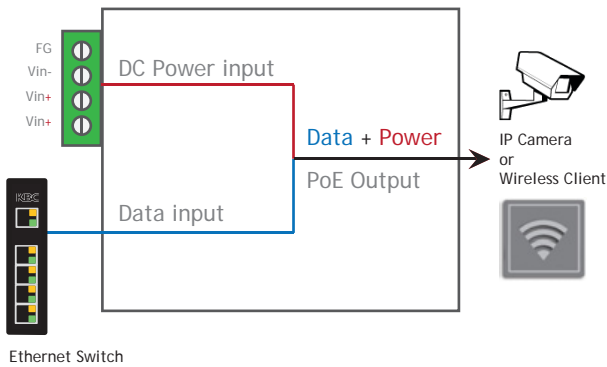 FG
Vin-
Vin+
Vin+
DC Power input
Data + Power
PoE Output
IP Camera
or
Wireless Client
KBC
Data input
Ethernet Switch